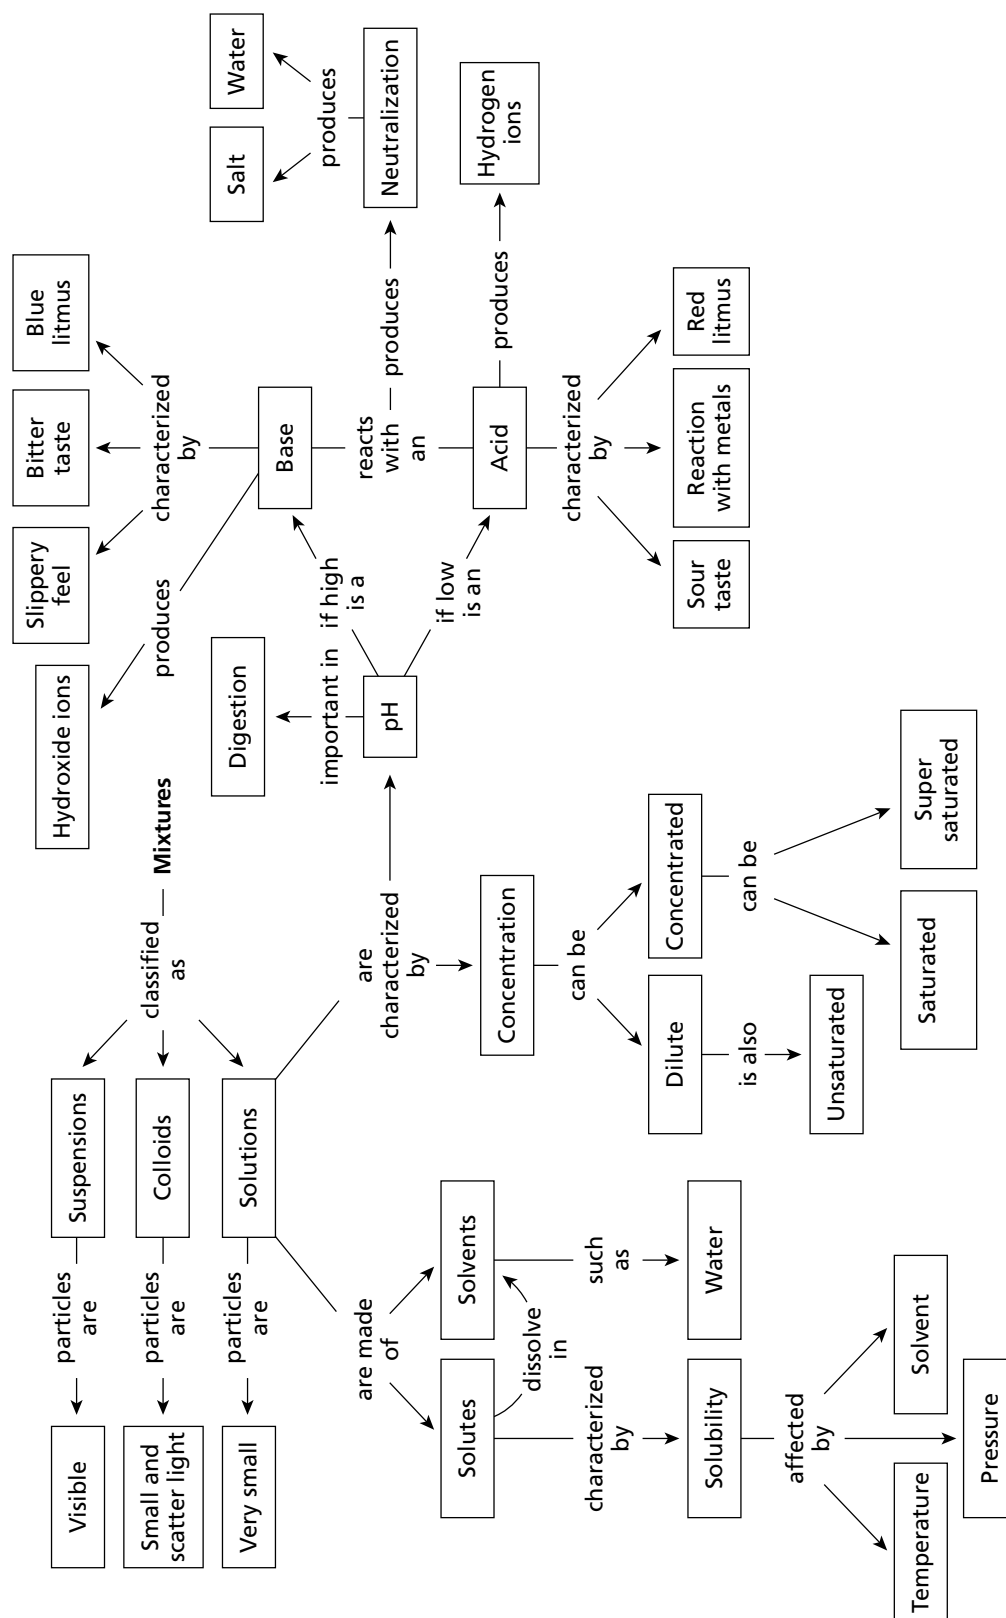 Mixtures
classified
as
Suspensions
particles
are
Visible
Colloids
particles
are
Small and
scatter light
Solutions
particles
are
Very small
are made
of
Solutes
dissolve
in
Solvents
such
as
Water
characterized
by
Solubility
affected
by
Temperature
Pressure
Solvent
are
characterized
by
Concentration
can be
Dilute
is also
Unsaturated
Concentrated
can be
Saturated
Super
saturated
pH
important in
Digestion
if high
is a
Base
produces
Hydroxide ions
characterized
by
Slippery
feel
Bitter
taste
Blue
litmus
if low
is an
Acid
reacts
with
an
produces
Neutralization
produces
Salt
Water
produces
Hydrogen
ions
characterized
by
Sour
taste
Reaction
with metals
Red
litmus